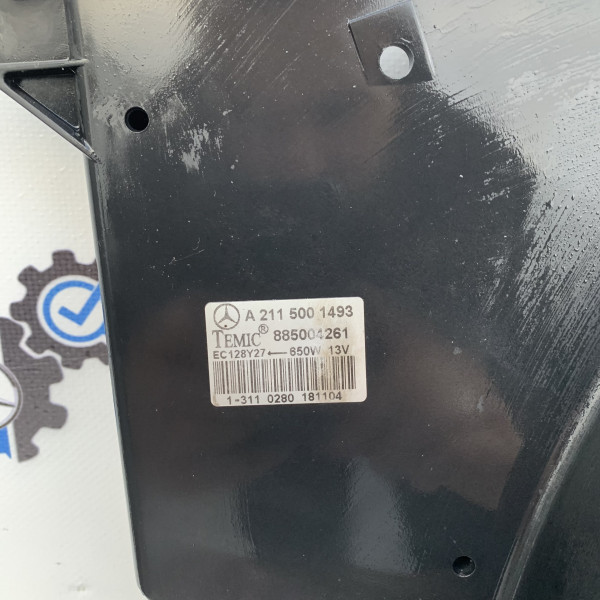 A 211 500 1493
TEMIC® 885004261
EC128Y27 ← 650W 13V
1-311 0280 181104